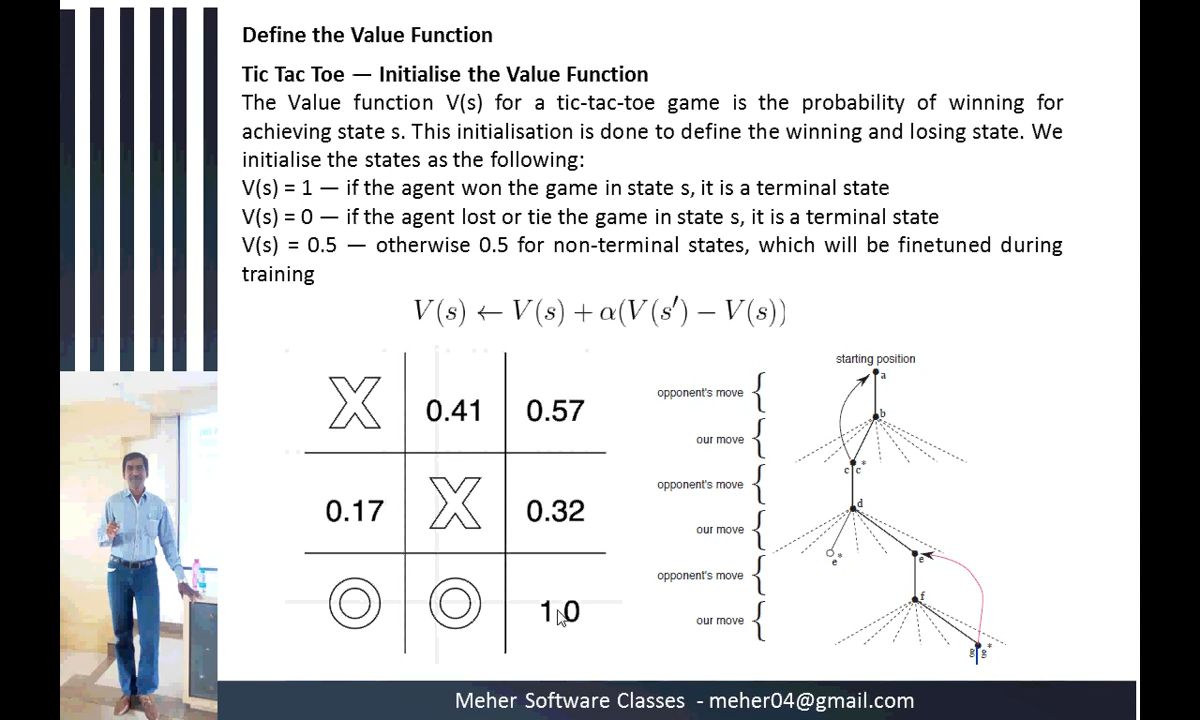 Define the Value Function
Tic Tac Toe — Initialise the Value Function
The Value function V(s) for a tic-tac-toe game is the probability of winning for
achieving state s. This initialisation is done to define the winning and losing state. We
initialise the states as the following:
V(s) = 1 — if the agent won the game in state s, it is a terminal state
V(s) = 0 — if the agent lost or tie the game in state s, it is a terminal state
V(s) = 0.5 — otherwise 0.5 for non-terminal states, which will be finetuned during
training
V(s) ← V(s) + α(V(s′) − V(s))
X 0.41 0.57
0.17 X 0.32
O O 1.0
starting position
a
opponent's move {
b
our move {
c c*
opponent's move {
d
our move {
e* e
opponent's move {
f
our move {
g g*
Meher Software Classes - meher04@gmail.com